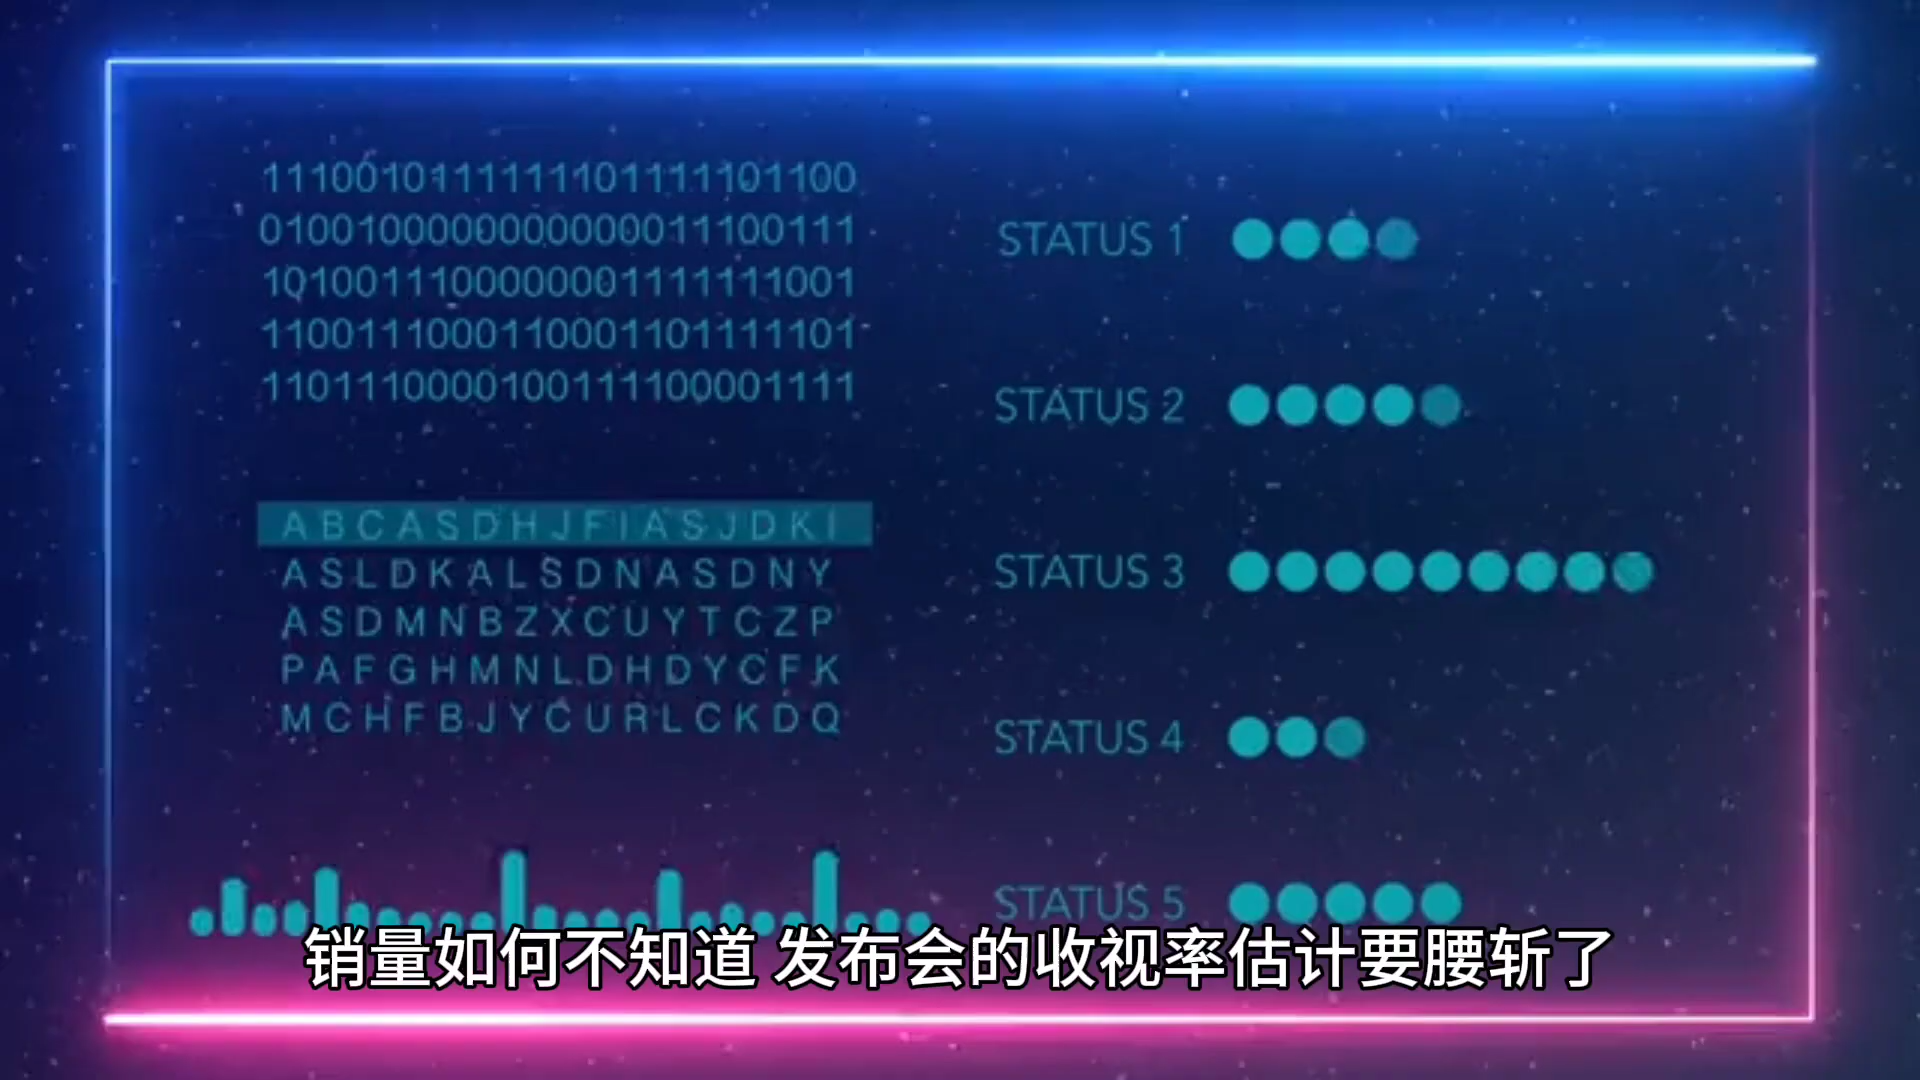 1110010111111101111101100
0100100000000000011100111
1010011100000001111111001
1100111000110001101111101
1101110000100111100001111
STATUS 1
STATUS 2
STATUS 3
STATUS 4
STATUS 5
ABCASDHJFIASJDKI
ASLDKALSDNASDNY
ASDMNBZXCUYTCZP
PAFGHMNLDHDYCFK
MCHFBJYCURLCKDQ
销量如何不知道 发布会的收视率估计要腰斩了